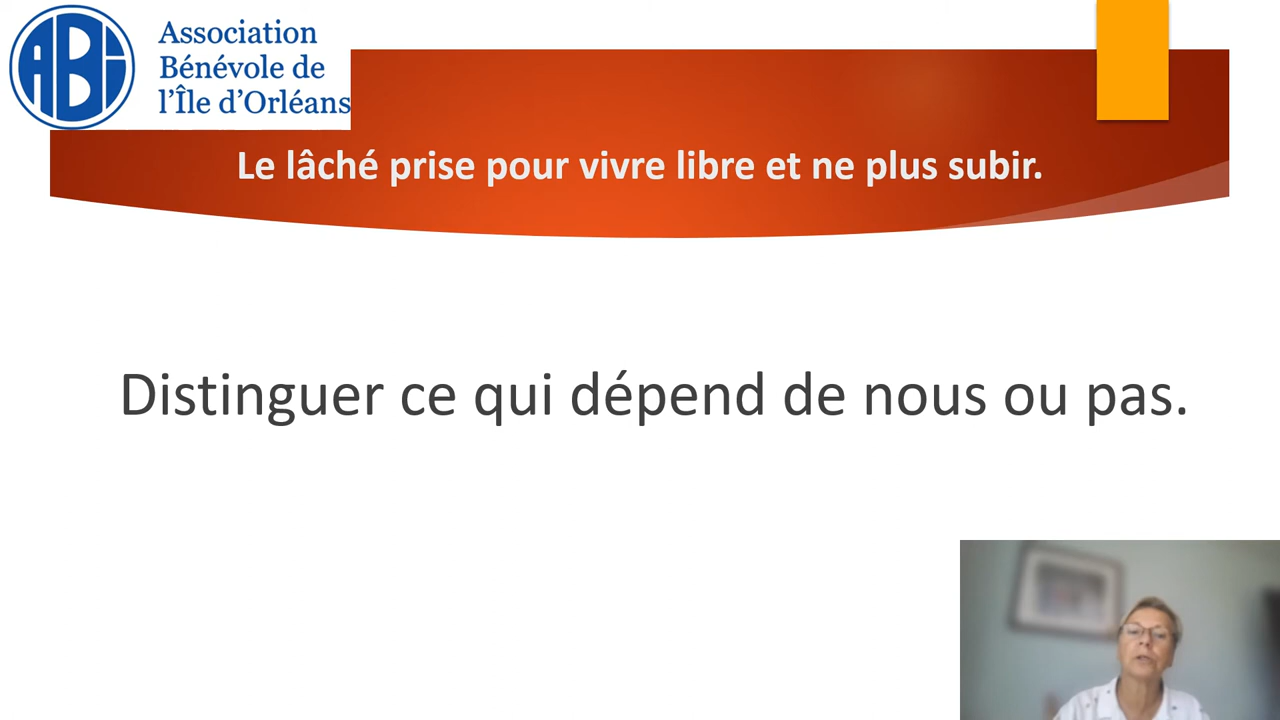 ABi
Association
Bénévole de
l'Île d'Orléans
Le lâché prise pour vivre libre et ne plus subir.
Distinguer ce qui dépend de nous ou pas.